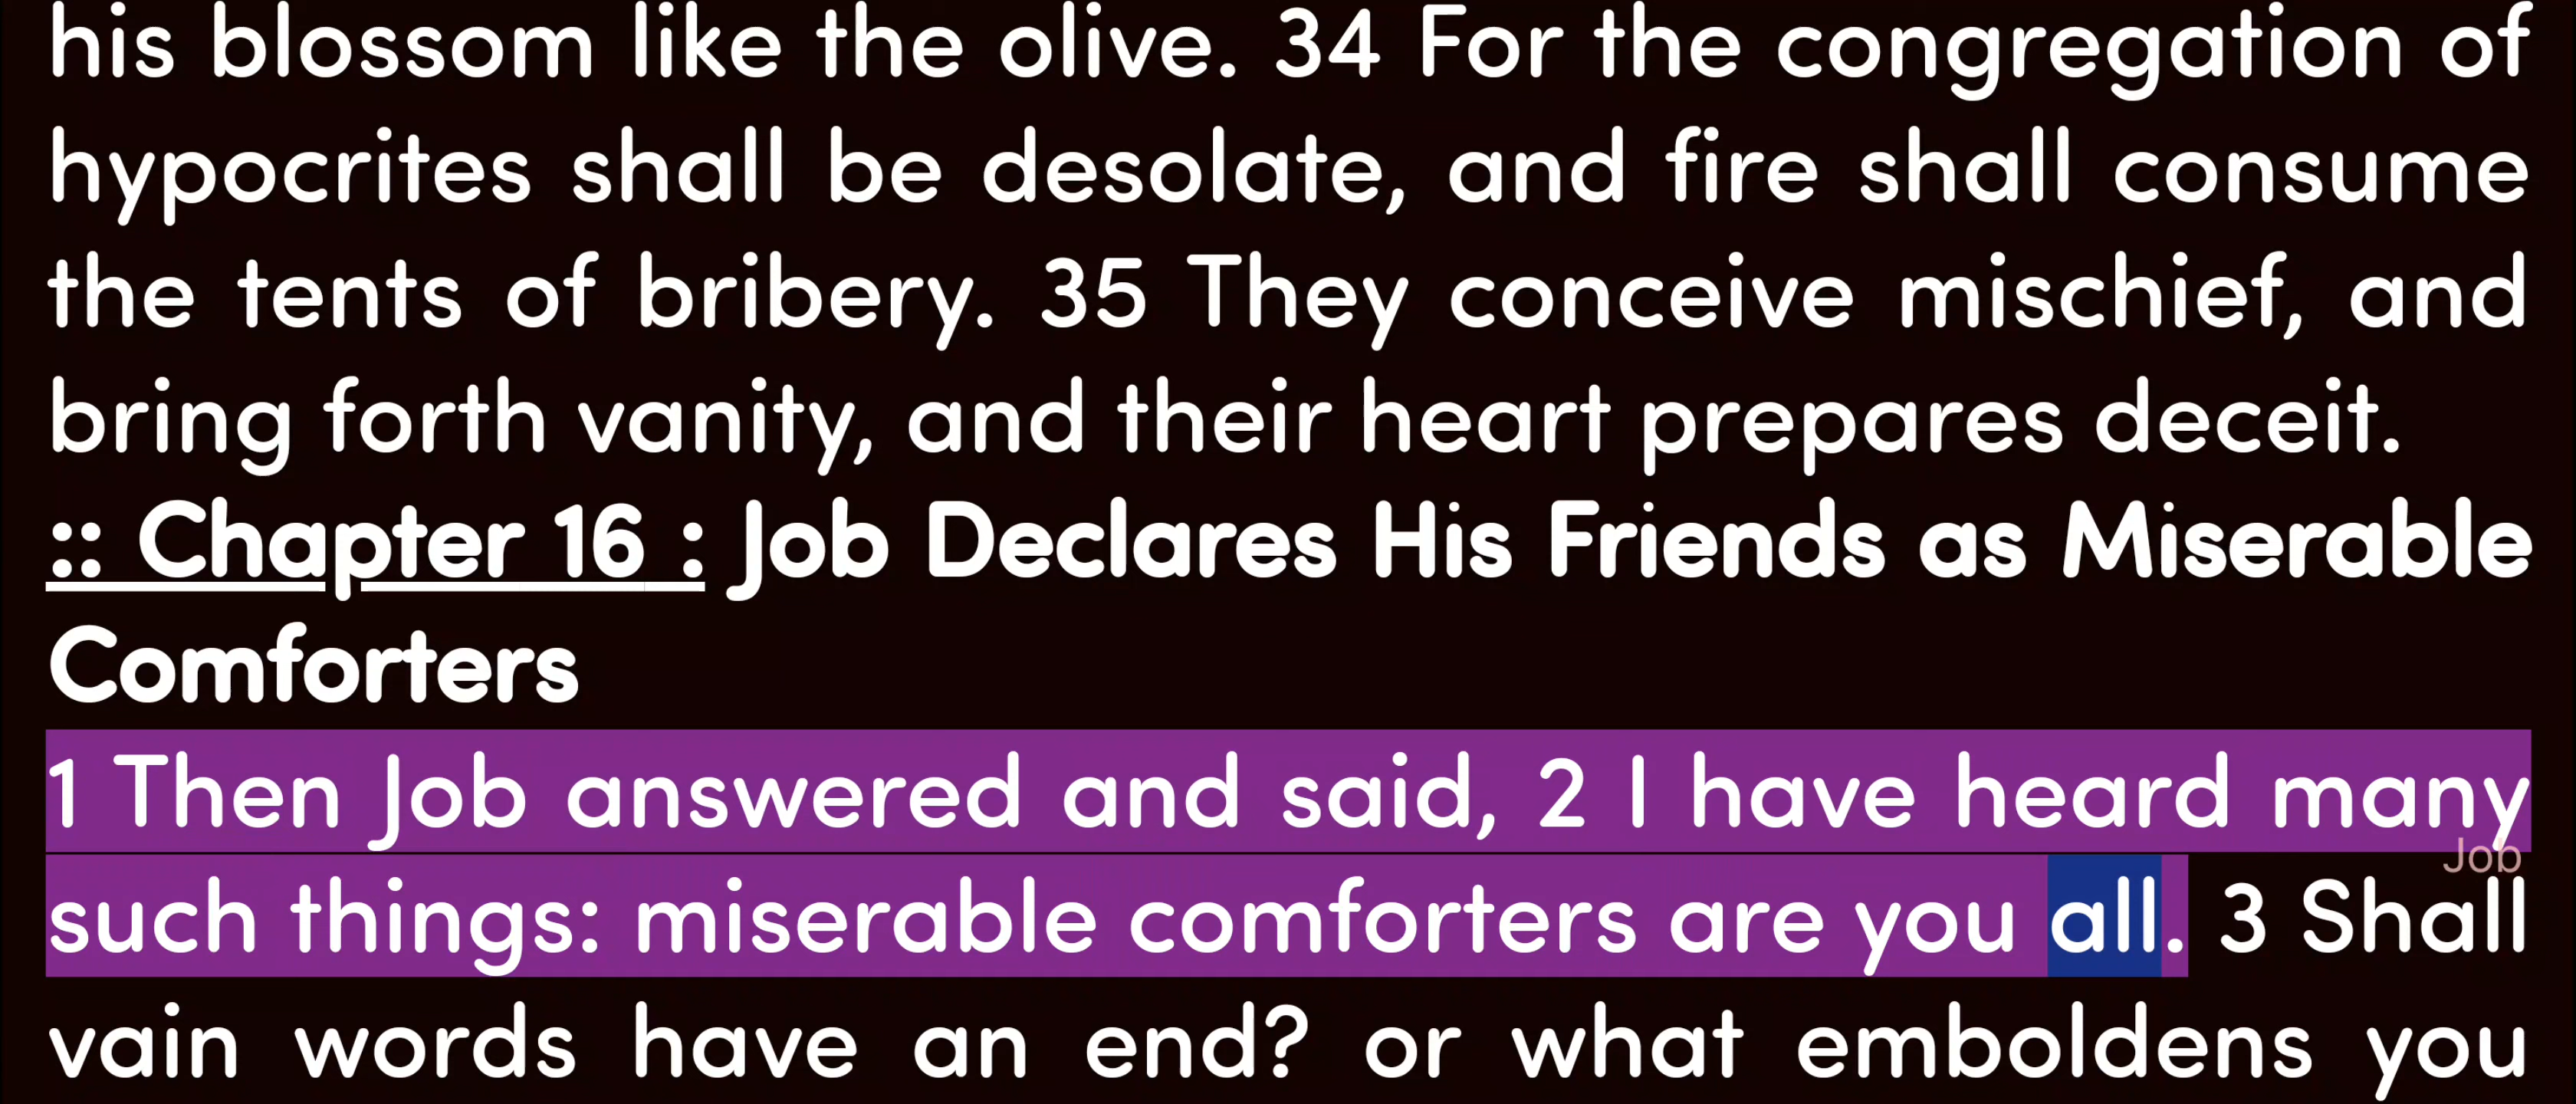 his blossom like the olive. 34 For the congregation of
hypocrites shall be desolate, and fire shall consume
the tents of bribery. 35 They conceive mischief, and
bring forth vanity, and their heart prepares deceit.
:: Chapter 16 : Job Declares His Friends as Miserable
Comforters
1 Then Job answered and said, 2 I have heard many
Job
such things: miserable comforters are you all. 3 Shall
vain words have an end? or what emboldens you